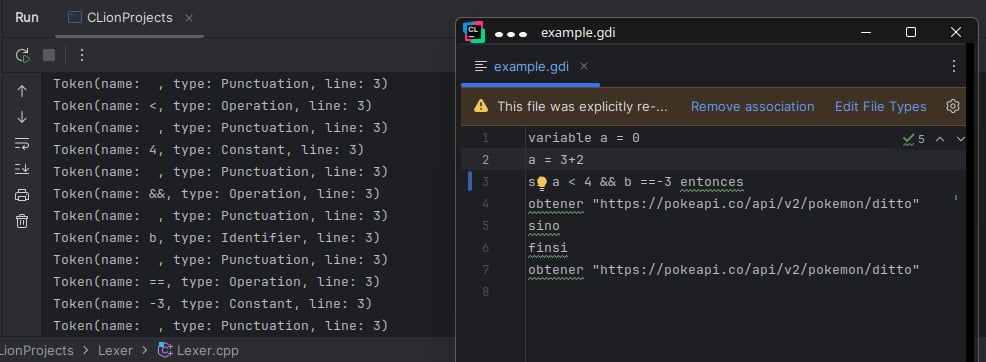 Run
CLionProjects
Token(name:  , type: Punctuation, line: 3)
Token(name: <, type: Operation, line: 3)
Token(name:  , type: Punctuation, line: 3)
Token(name: 4, type: Constant, line: 3)
Token(name:  , type: Punctuation, line: 3)
Token(name: &&, type: Operation, line: 3)
Token(name:  , type: Punctuation, line: 3)
Token(name: b, type: Identifier, line: 3)
Token(name:  , type: Punctuation, line: 3)
Token(name: ==, type: Operation, line: 3)
Token(name: -3, type: Constant, line: 3)
Token(name:  , type: Punctuation, line: 3)
LionProjects > Lexer > Lexer.cpp
CL
example.gdi
example.gdi
This file was explicitly re-... Remove association Edit File Types
1 variable a = 0
5
2 a = 3+2
3 s a < 4 && b ==-3 entonces
4 obtener "https://pokeapi.co/api/v2/pokemon/ditto"
5 sino
6 finsi
7 obtener "https://pokeapi.co/api/v2/pokemon/ditto"
8